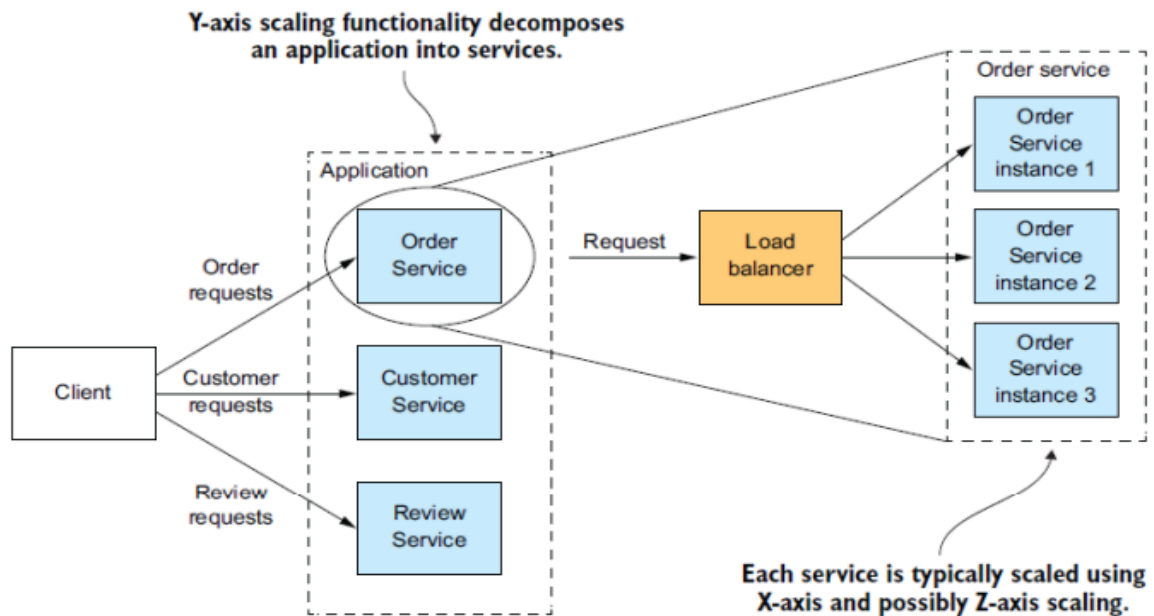 Y-axis scaling functionality decomposes
an application into services.
Application
Order
Service
Order
requests
Client
Customer
requests
Customer
Service
Review
requests
Review
Service
Request
Load
balancer
Order service
Order
Service
instance 1
Order
Service
instance 2
Order
Service
instance 3
Each service is typically scaled using
X-axis and possibly Z-axis scaling.